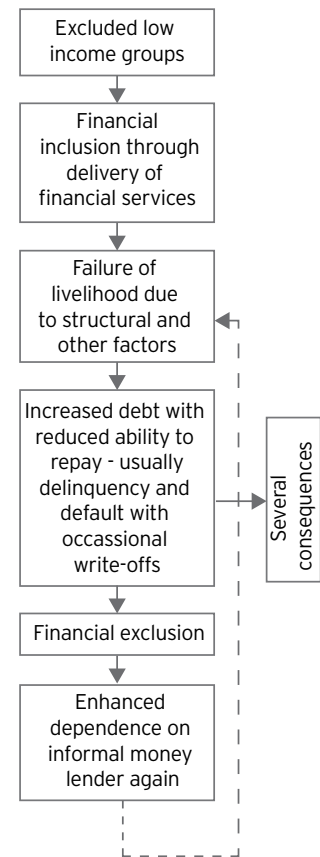 Excluded low
income groups
Financial
inclusion through
delivery of
financial services
Failure of
livelihood due
to structural and
other factors
Increased debt with
reduced ability to
repay - usually
delinquency and
default with
occassional
write-offs
Several
consequences
Financial exclusion
Enhanced
dependence on
informal money
lender again